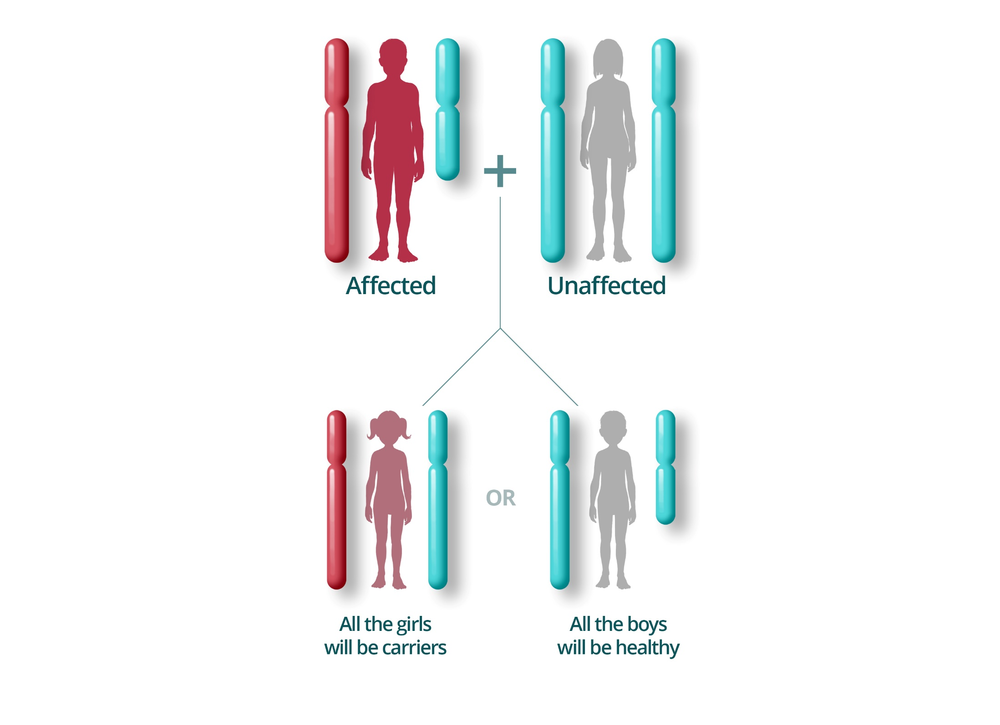 Affected
Unaffected
OR
All the girls
will be carriers
All the boys
will be healthy